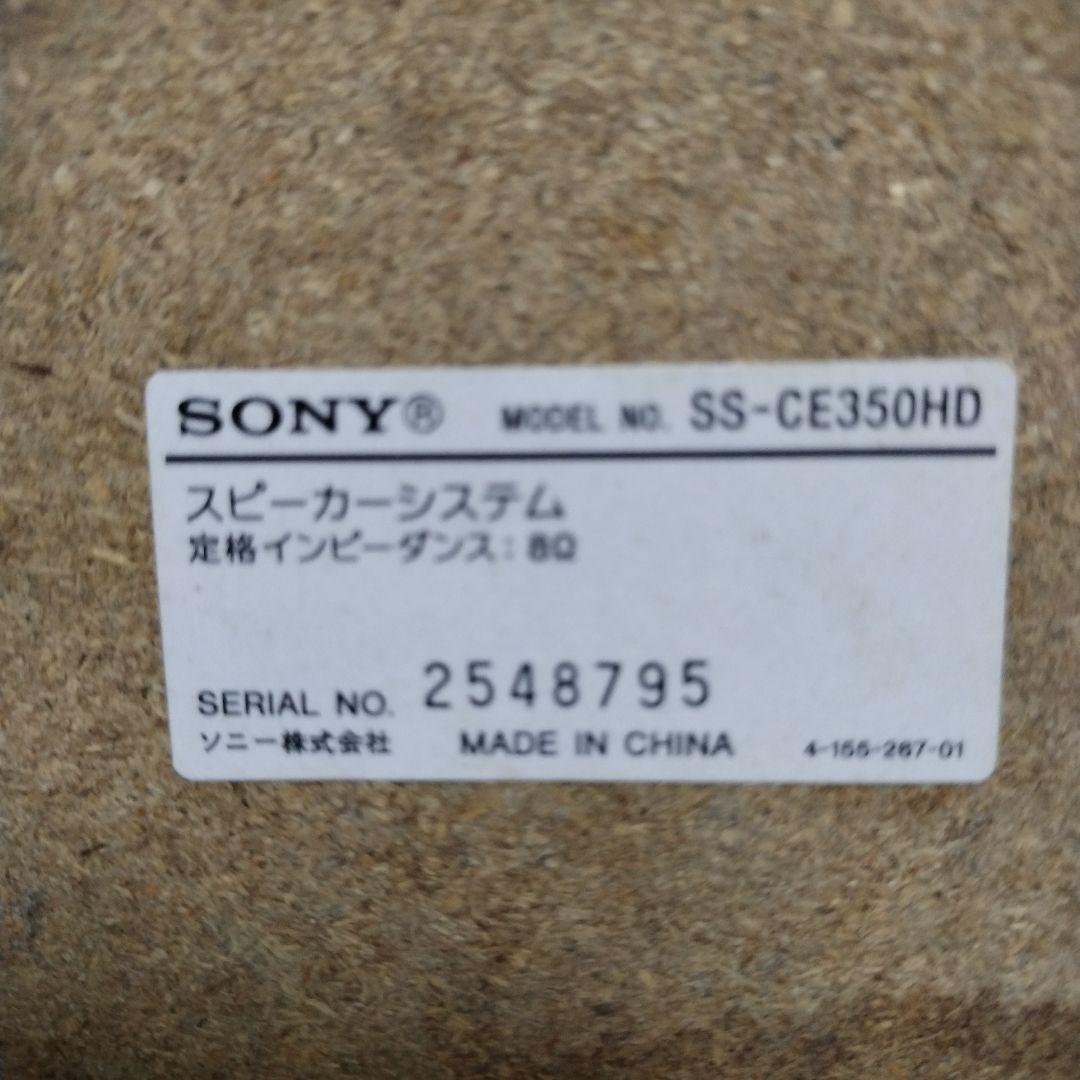 SONY® MODEL NO. SS-CE350HD
スピーカーシステム
定格インピーダンス: 8Ω
SERIAL NO. 2548795
ソニー株式会社 MADE IN CHINA 4-155-267-01